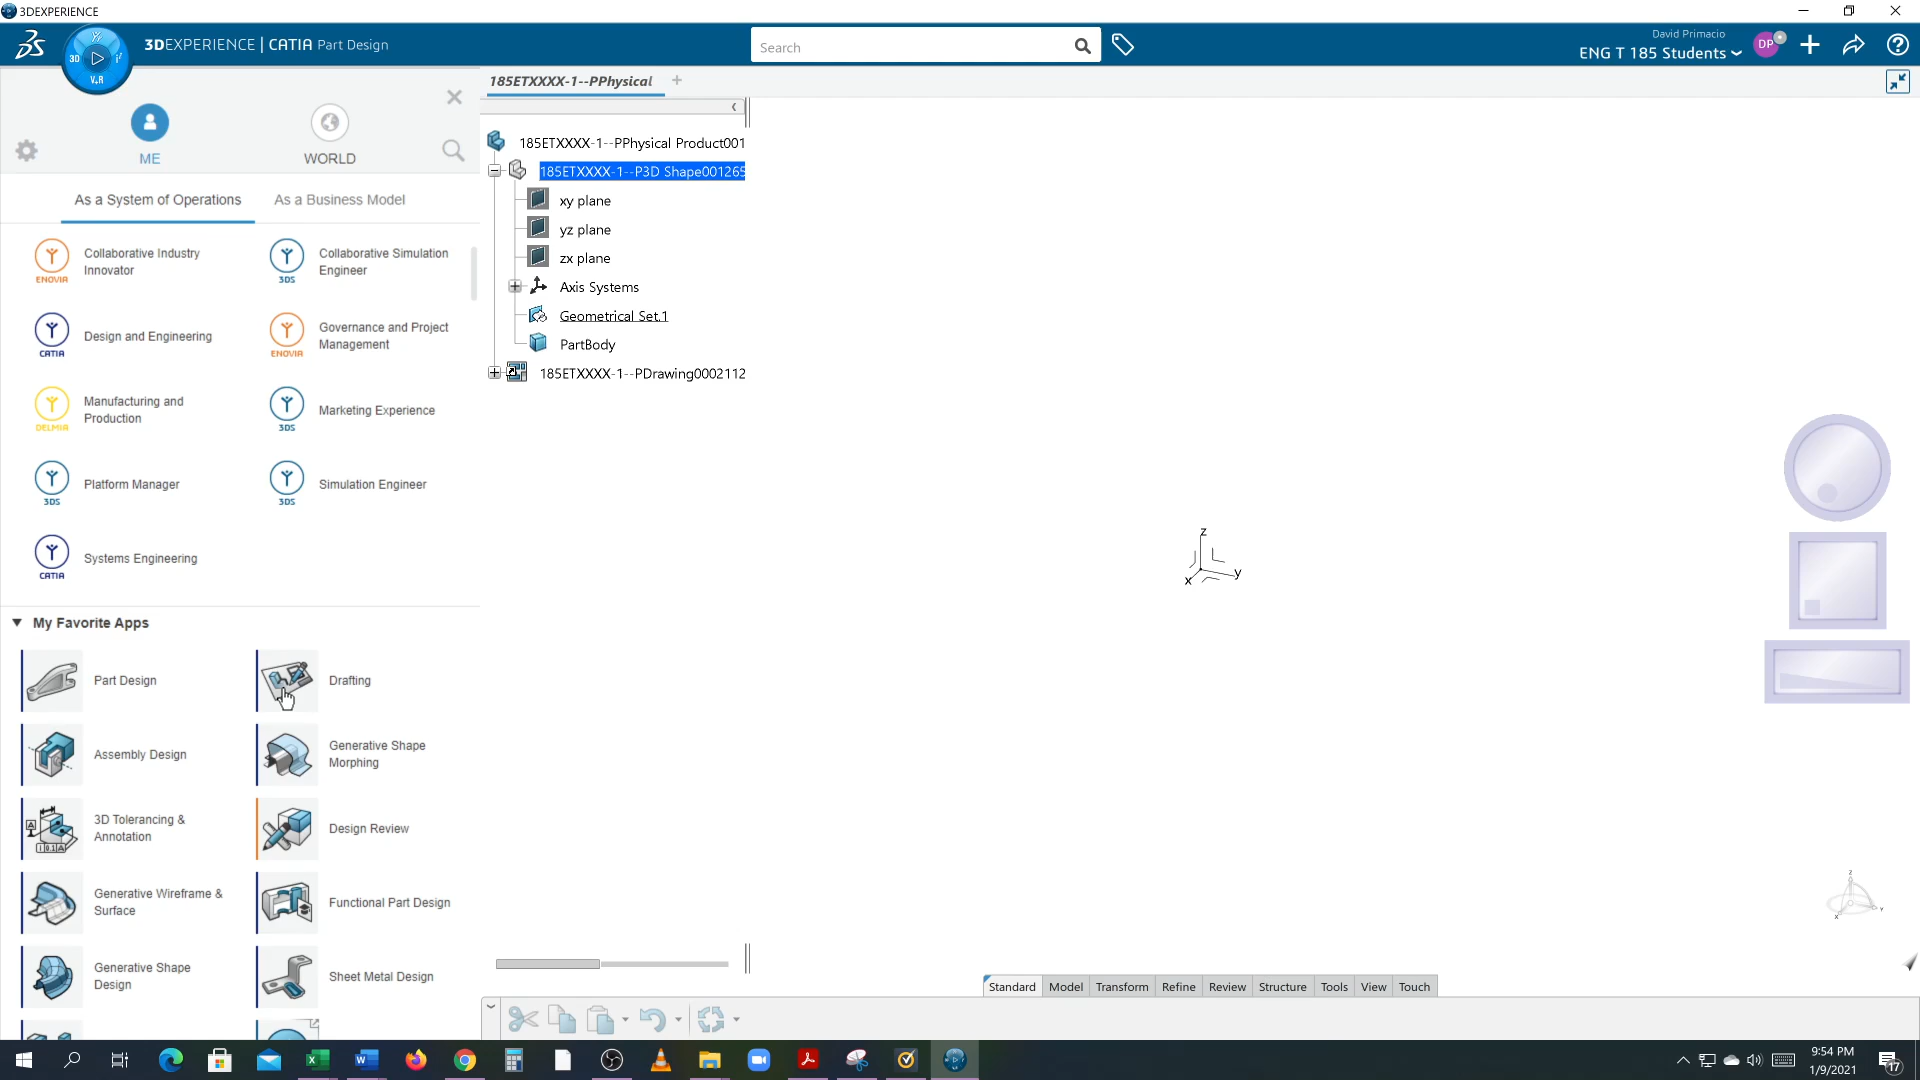 3DEXPERIENCE
3DEXPERIENCE | CATIA Part Design
3D
V.R
Search
David Primacio
ENG T 185 Students
DP
185ETXXXX-1--PPhysical
ME
WORLD
As a System of Operations
As a Business Model
Collaborative Industry
Innovator
ENOVIA
Collaborative Simulation
Engineer
3DS
Design and Engineering
CATIA
Governance and Project
Management
ENOVIA
Manufacturing and
Production
DELMIA
Marketing Experience
3DS
Platform Manager
3DS
Simulation Engineer
3DS
Systems Engineering
CATIA
My Favorite Apps
Part Design
Drafting
Assembly Design
Generative Shape
Morphing
3D Tolerancing &
Annotation
Design Review
Generative Wireframe &
Surface
Functional Part Design
Generative Shape
Design
Sheet Metal Design
185ETXXXX-1--PPhysical Product001
185ETXXXX-1--P3D Shape001265
xy plane
yz plane
zx plane
Axis Systems
Geometrical Set.1
PartBody
185ETXXXX-1--PDrawing0002112
z
y
x
z
y
x
Standard
Model
Transform
Refine
Review
Structure
Tools
View
Touch
9:54 PM
1/9/2021
17